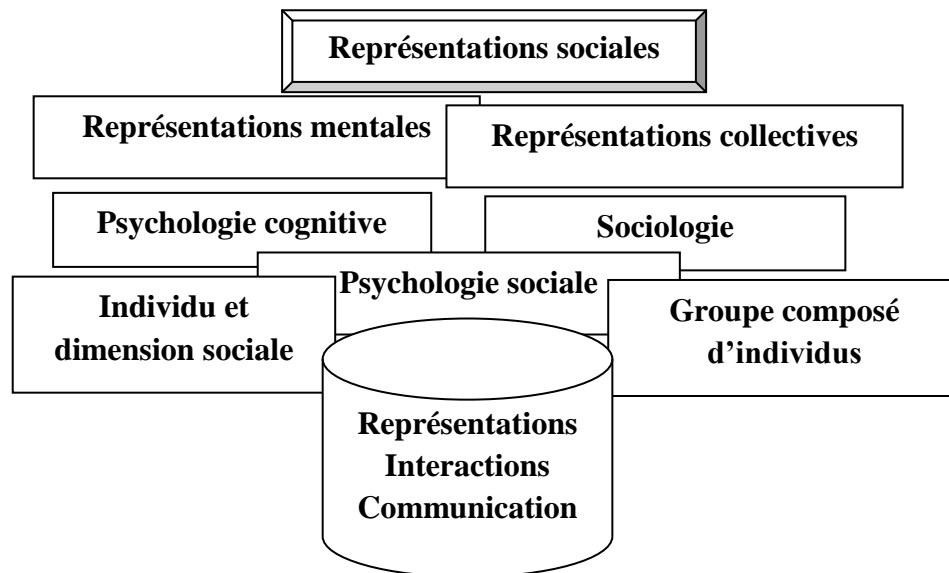 Représentations sociales
Représentations mentales
Représentations collectives
Psychologie cognitive
Sociologie
Psychologie sociale
Individu et
dimension sociale
Groupe composé
d’individus
Représentations
Interactions
Communication